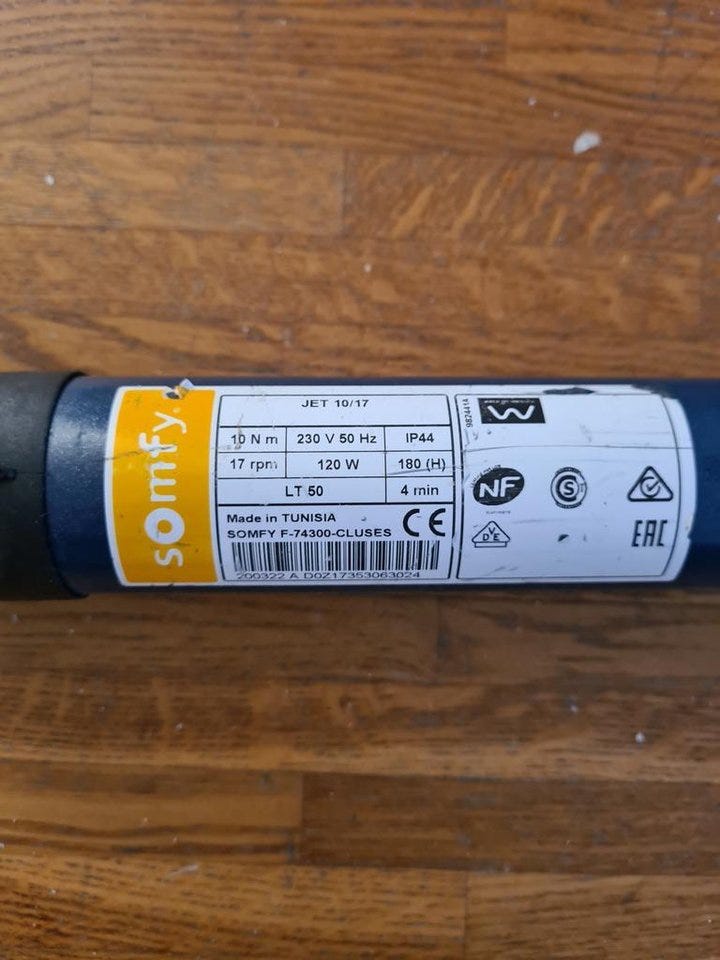 somfy.
JET 10/17
10 N m 230 V 50 Hz IP44
17 rpm 120 W 180 (H)
LT 50 4 min
Made in TUNISIA
SOMFY F-74300-CLUSES CE
200322 A D0Z17353063024
9824414
NF
S
VDE
EAC